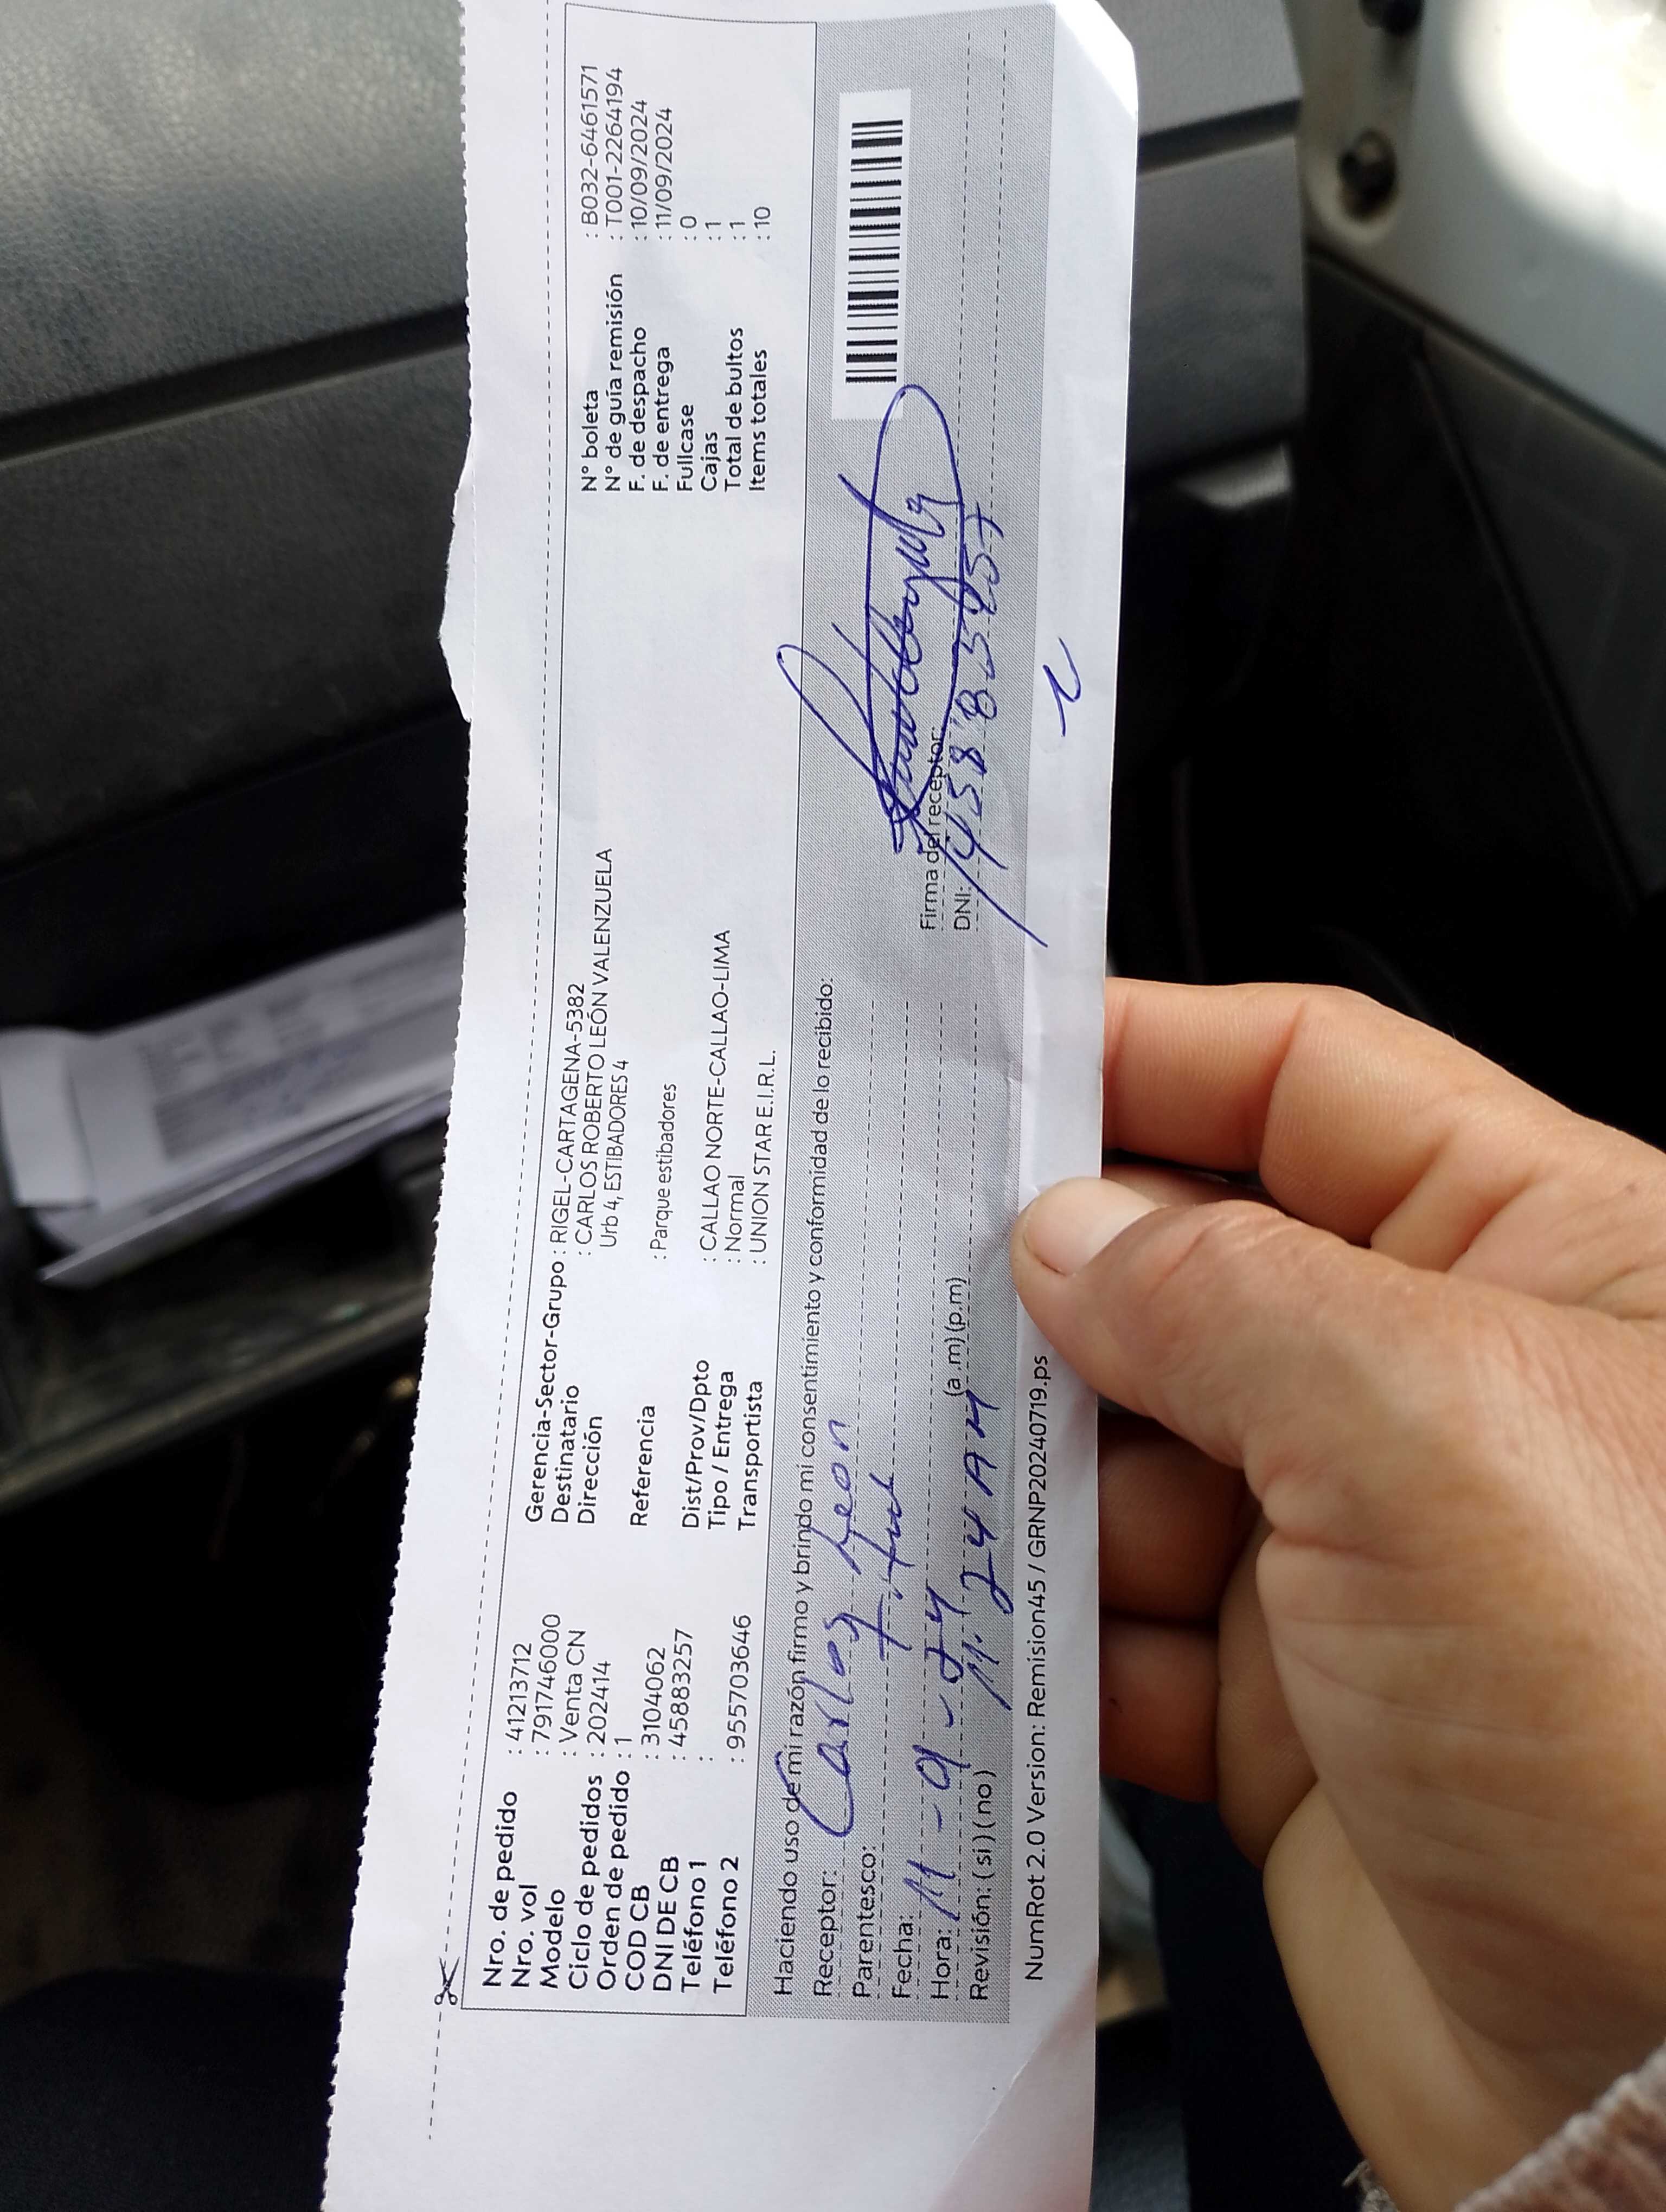 Nro. de pedido : 41213712
Nro. vol : 791746000
Modelo : Venta CN
Ciclo de pedidos : 202414
Orden de pedido : 1
COD CB : 3104062
DNI DE CB : 45883257
Teléfono 1 :
Teléfono 2 : 955703646
Gerencia-Sector-Grupo : RIGEL-CARTAGENA-5382
Destinatario : CARLOS ROBERTO LEÓN VALENZUELA
Dirección Urb 4, ESTIBADORES 4
Referencia : Parque estibadores
Dist/Prov/Dpto : CALLAO NORTE-CALLAO-LIMA
Tipo / Entrega : Normal
Transportista : UNION STAR E.I.R.L.
N° boleta : B032-6461571
N° de guía remisión : T001-2264194
F. de despacho : 10/09/2024
F. de entrega : 11/09/2024
Fullcase : 0
Cajas : 1
Total de bultos : 1
Items totales : 10
Haciendo uso de mi razón firmo y brindo mi consentimiento y conformidad de lo recibido:
Receptor: Carlos Leon
Parentesco:
Fecha: 11-9-24
Hora: 11.24 AM (a.m) (p.m)
Revisión: (si) (no)
Firma del receptor:
DNI:
NumRot 2.0 Version: Remision45 / GRNP20240719.ps